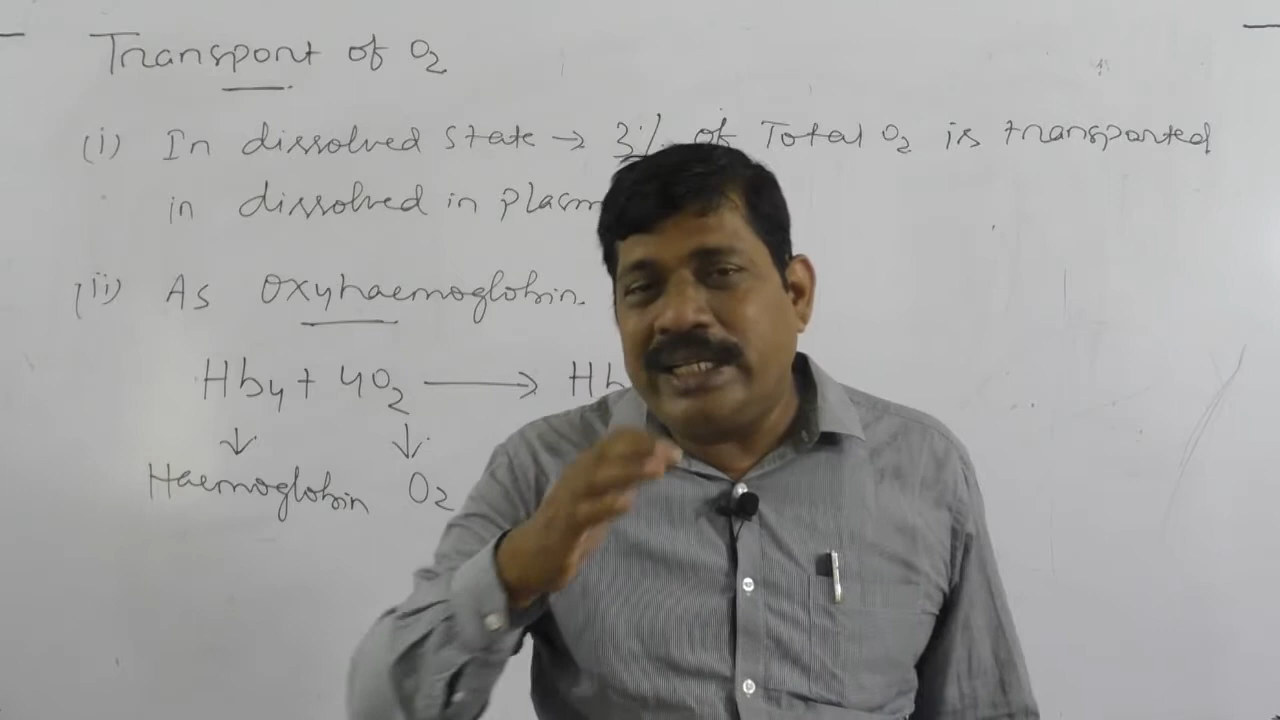 Transport of O₂
(i) In dissolved state → 3% of Total O₂ is transported
in dissolved in plasm
(ii) As Oxyhaemoglobin.
Hb₄ + 4O₂ → Hb
↓ ↓
Haemoglobin O₂